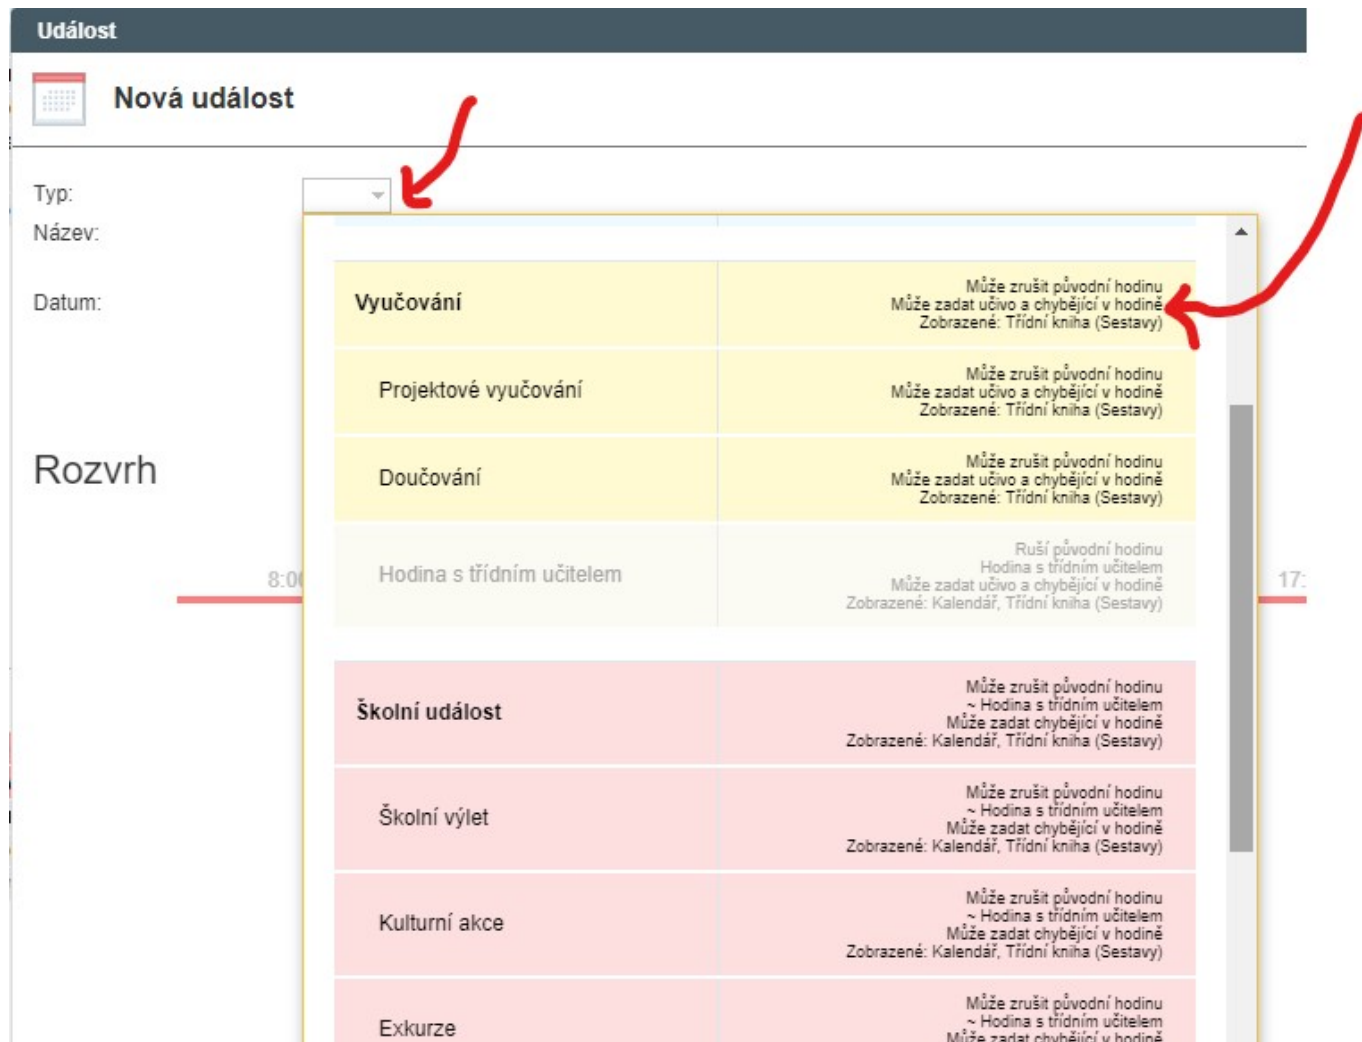 Událost
Nová událost
Typ:
Název:
Datum:
Rozvrh
8:00
17:
Vyučování
Může zrušit původní hodinu
Může zadat učivo a chybějící v hodině
Zobrazené: Třídní kniha (Sestavy)
Projektové vyučování
Může zrušit původní hodinu
Může zadat učivo a chybějící v hodině
Zobrazené: Třídní kniha (Sestavy)
Doučování
Může zrušit původní hodinu
Může zadat učivo a chybějící v hodině
Zobrazené: Třídní kniha (Sestavy)
Hodina s třídním učitelem
Ruší původní hodinu
Hodina s třídním učitelem
Může zadat učivo a chybějící v hodině
Zobrazené: Kalendář, Třídní kniha (Sestavy)
Školní událost
Může zrušit původní hodinu
~ Hodina s třídním učitelem
Může zadat chybějící v hodině
Zobrazené: Kalendář, Třídní kniha (Sestavy)
Školní výlet
Může zrušit původní hodinu
~ Hodina s třídním učitelem
Může zadat chybějící v hodině
Zobrazené: Kalendář, Třídní kniha (Sestavy)
Kulturní akce
Může zrušit původní hodinu
~ Hodina s třídním učitelem
Může zadat chybějící v hodině
Zobrazené: Kalendář, Třídní kniha (Sestavy)
Exkurze
Může zrušit původní hodinu
~ Hodina s třídním učitelem
Může zadat chybějící v hodině